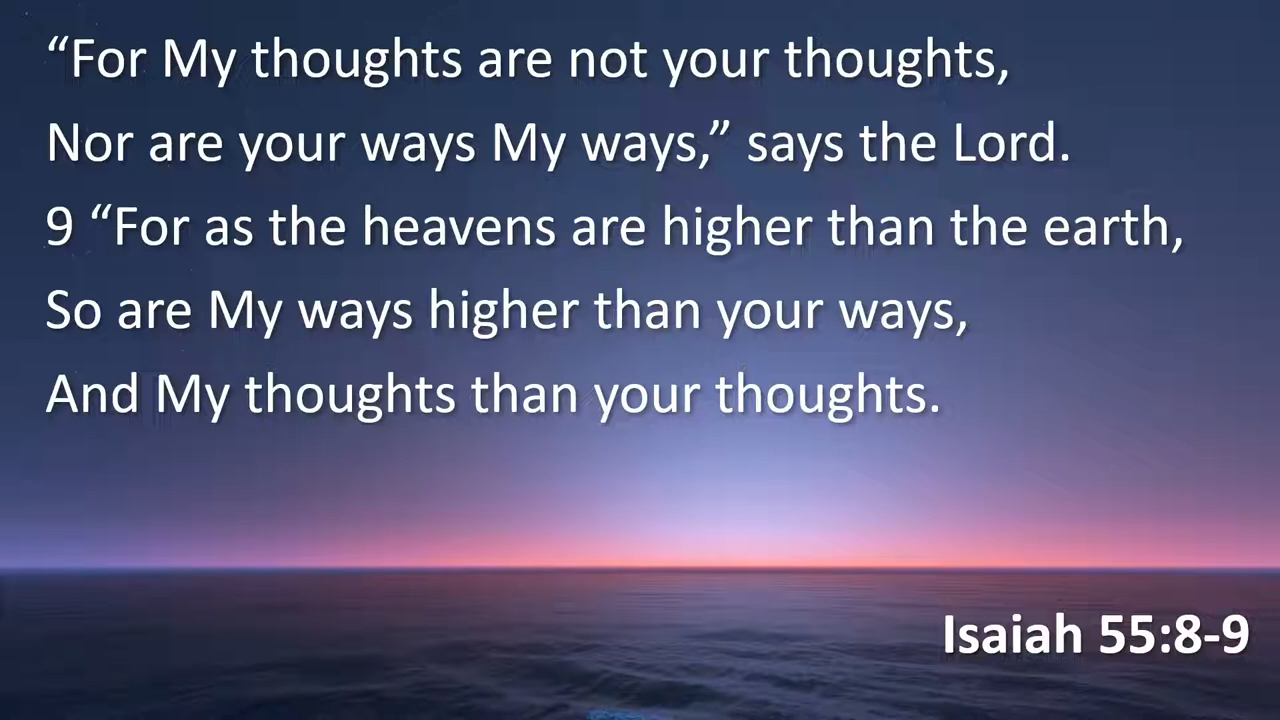 “For My thoughts are not your thoughts,
Nor are your ways My ways,” says the Lord.
9 “For as the heavens are higher than the earth,
So are My ways higher than your ways,
And My thoughts than your thoughts.
Isaiah 55:8-9